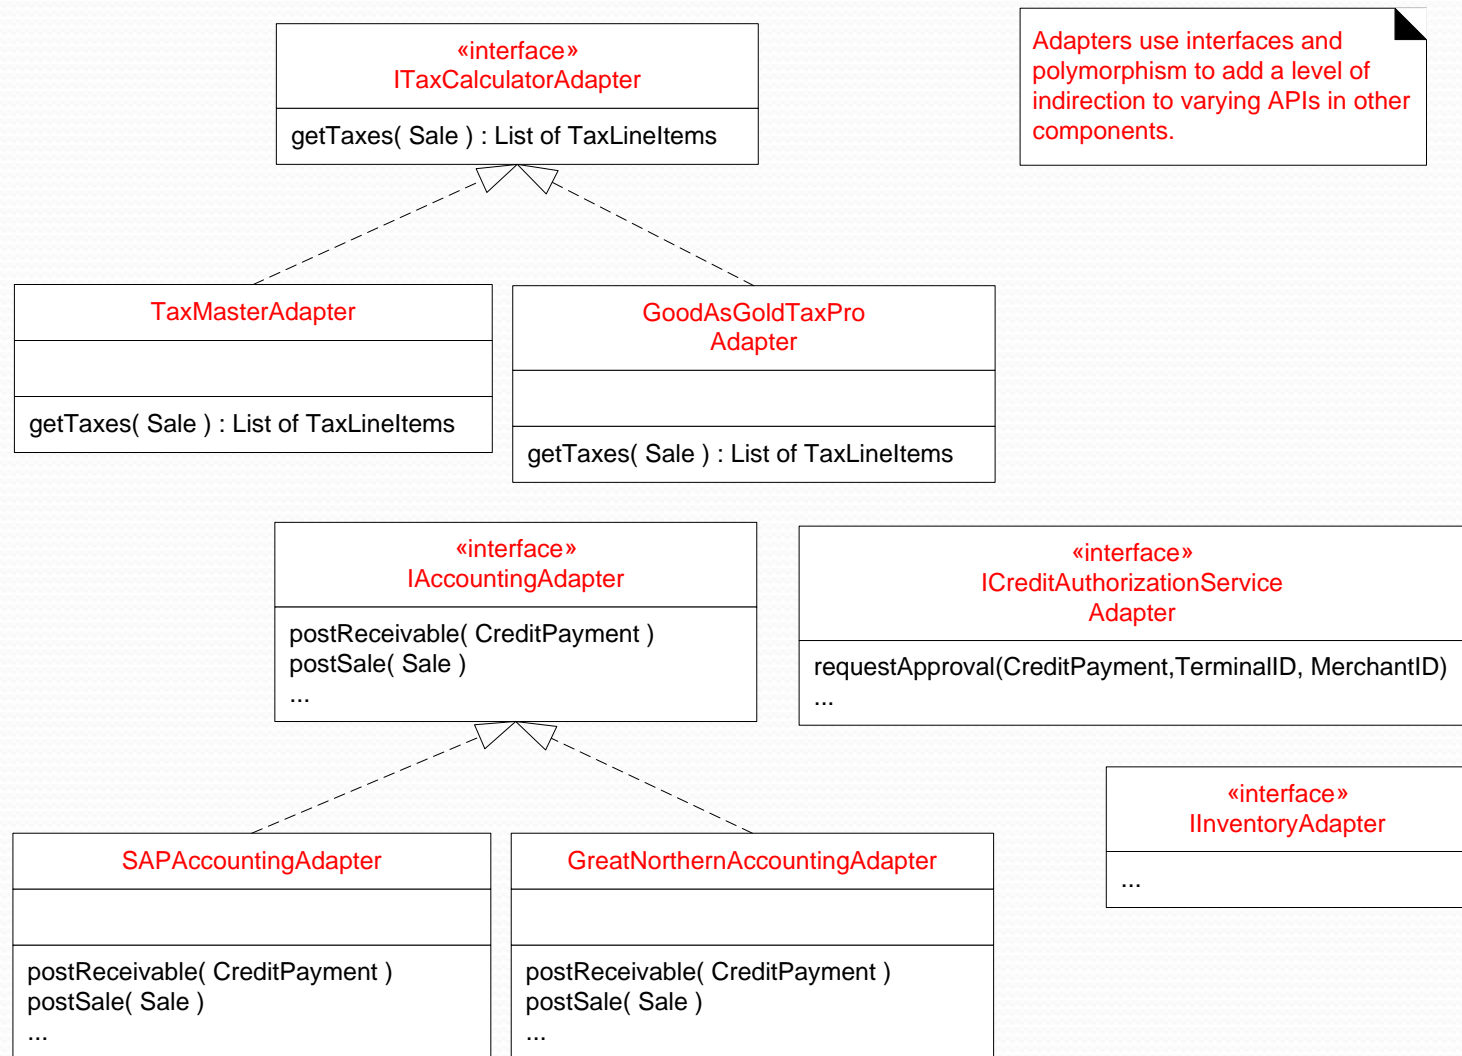 «interface»
ITaxCalculatorAdapter
getTaxes( Sale ) : List of TaxLineItems
Adapters use interfaces and
polymorphism to add a level of
indirection to varying APIs in other
components.
TaxMasterAdapter
getTaxes( Sale ) : List of TaxLineItems
GoodAsGoldTaxPro
Adapter
getTaxes( Sale ) : List of TaxLineItems
«interface»
IAccountingAdapter
postReceivable( CreditPayment )
postSale( Sale )
...
«interface»
ICreditAuthorizationService
Adapter
requestApproval(CreditPayment,TerminalID, MerchantID)
...
«interface»
IInventoryAdapter
...
SAPAccountingAdapter
postReceivable( CreditPayment )
postSale( Sale )
...
GreatNorthernAccountingAdapter
postReceivable( CreditPayment )
postSale( Sale )
...